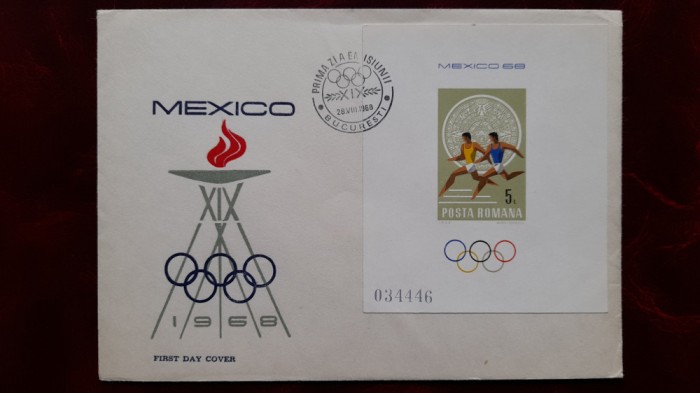 MEXICO
XIX
1968
FIRST DAY COVER
PRIMA ZI A EMISIUNII
XIX
28.VIII.1968
BUCUREȘTI
MEXICO 68
5L
POSTA ROMANA
034446